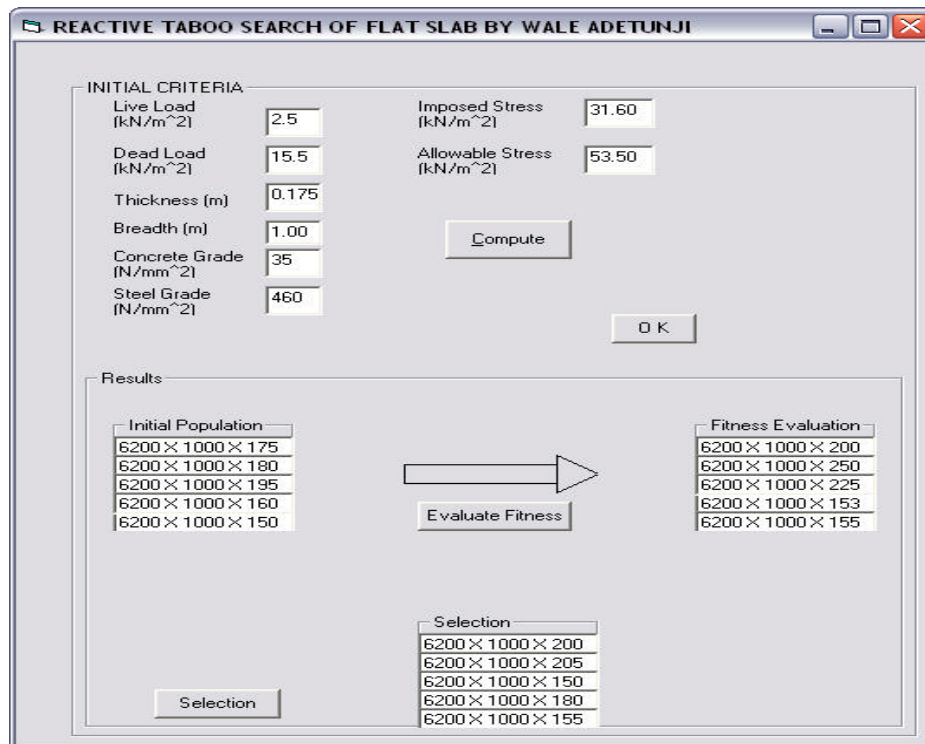 REACTIVE TABOO SEARCH OF FLAT SLAB BY WALE ADETUNJI
INITIAL CRITERIA
Live Load
(kN/m^2)
2.5
Dead Load
(kN/m^2)
15.5
Thickness (m)
0.175
Breadth (m)
1.00
Concrete Grade
(N/mm^2)
35
Steel Grade
(N/mm^2)
460
Imposed Stress
(kN/m^2)
31.60
Allowable Stress
(kN/m^2)
53.50
Compute
O K
Results
Initial Population
6200 X 1000 X 175
6200 X 1000 X 180
6200 X 1000 X 195
6200 X 1000 X 160
6200 X 1000 X 150
Evaluate Fitness
Fitness Evaluation
6200 X 1000 X 200
6200 X 1000 X 250
6200 X 1000 X 225
6200 X 1000 X 153
6200 X 1000 X 155
Selection
Selection
6200 X 1000 X 200
6200 X 1000 X 205
6200 X 1000 X 150
6200 X 1000 X 180
6200 X 1000 X 155